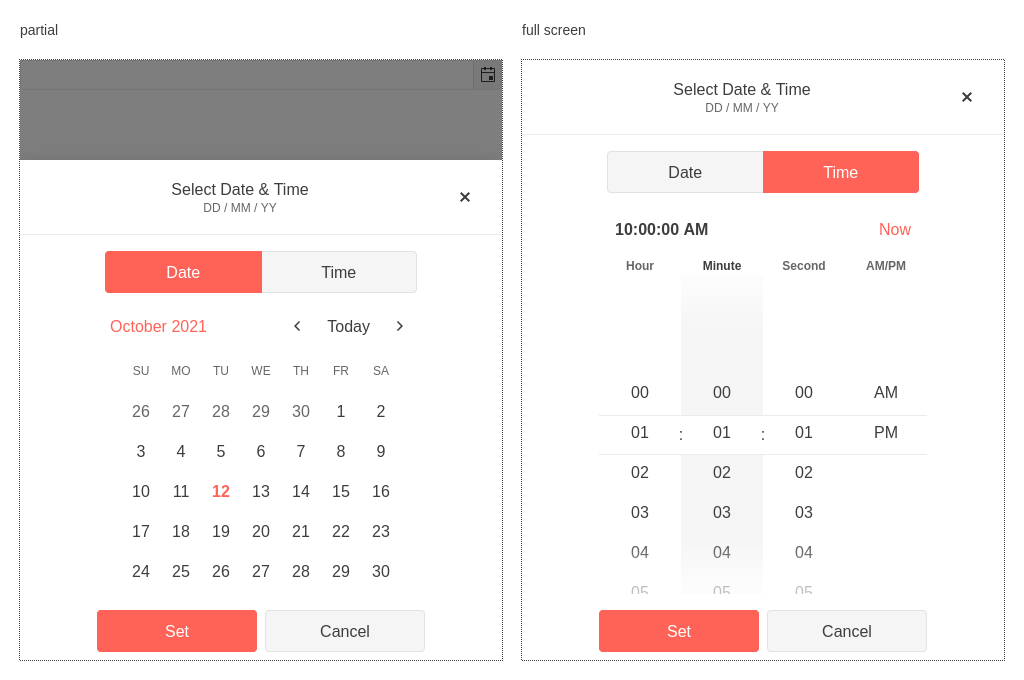 partial
Select Date & Time
DD / MM / YY
Date Time
October 2021 Today
SU MO TU WE TH FR SA
26 27 28 29 30 1 2
3 4 5 6 7 8 9
10 11 12 13 14 15 16
17 18 19 20 21 22 23
24 25 26 27 28 29 30
Set Cancel
full screen
Select Date & Time
DD / MM / YY
Date Time
10:00:00 AM Now
Hour Minute Second AM/PM
00 00 00 AM
01 : 01 : 01 PM
02 02 02
03 03 03
04 04 04
05 05 05
Set Cancel